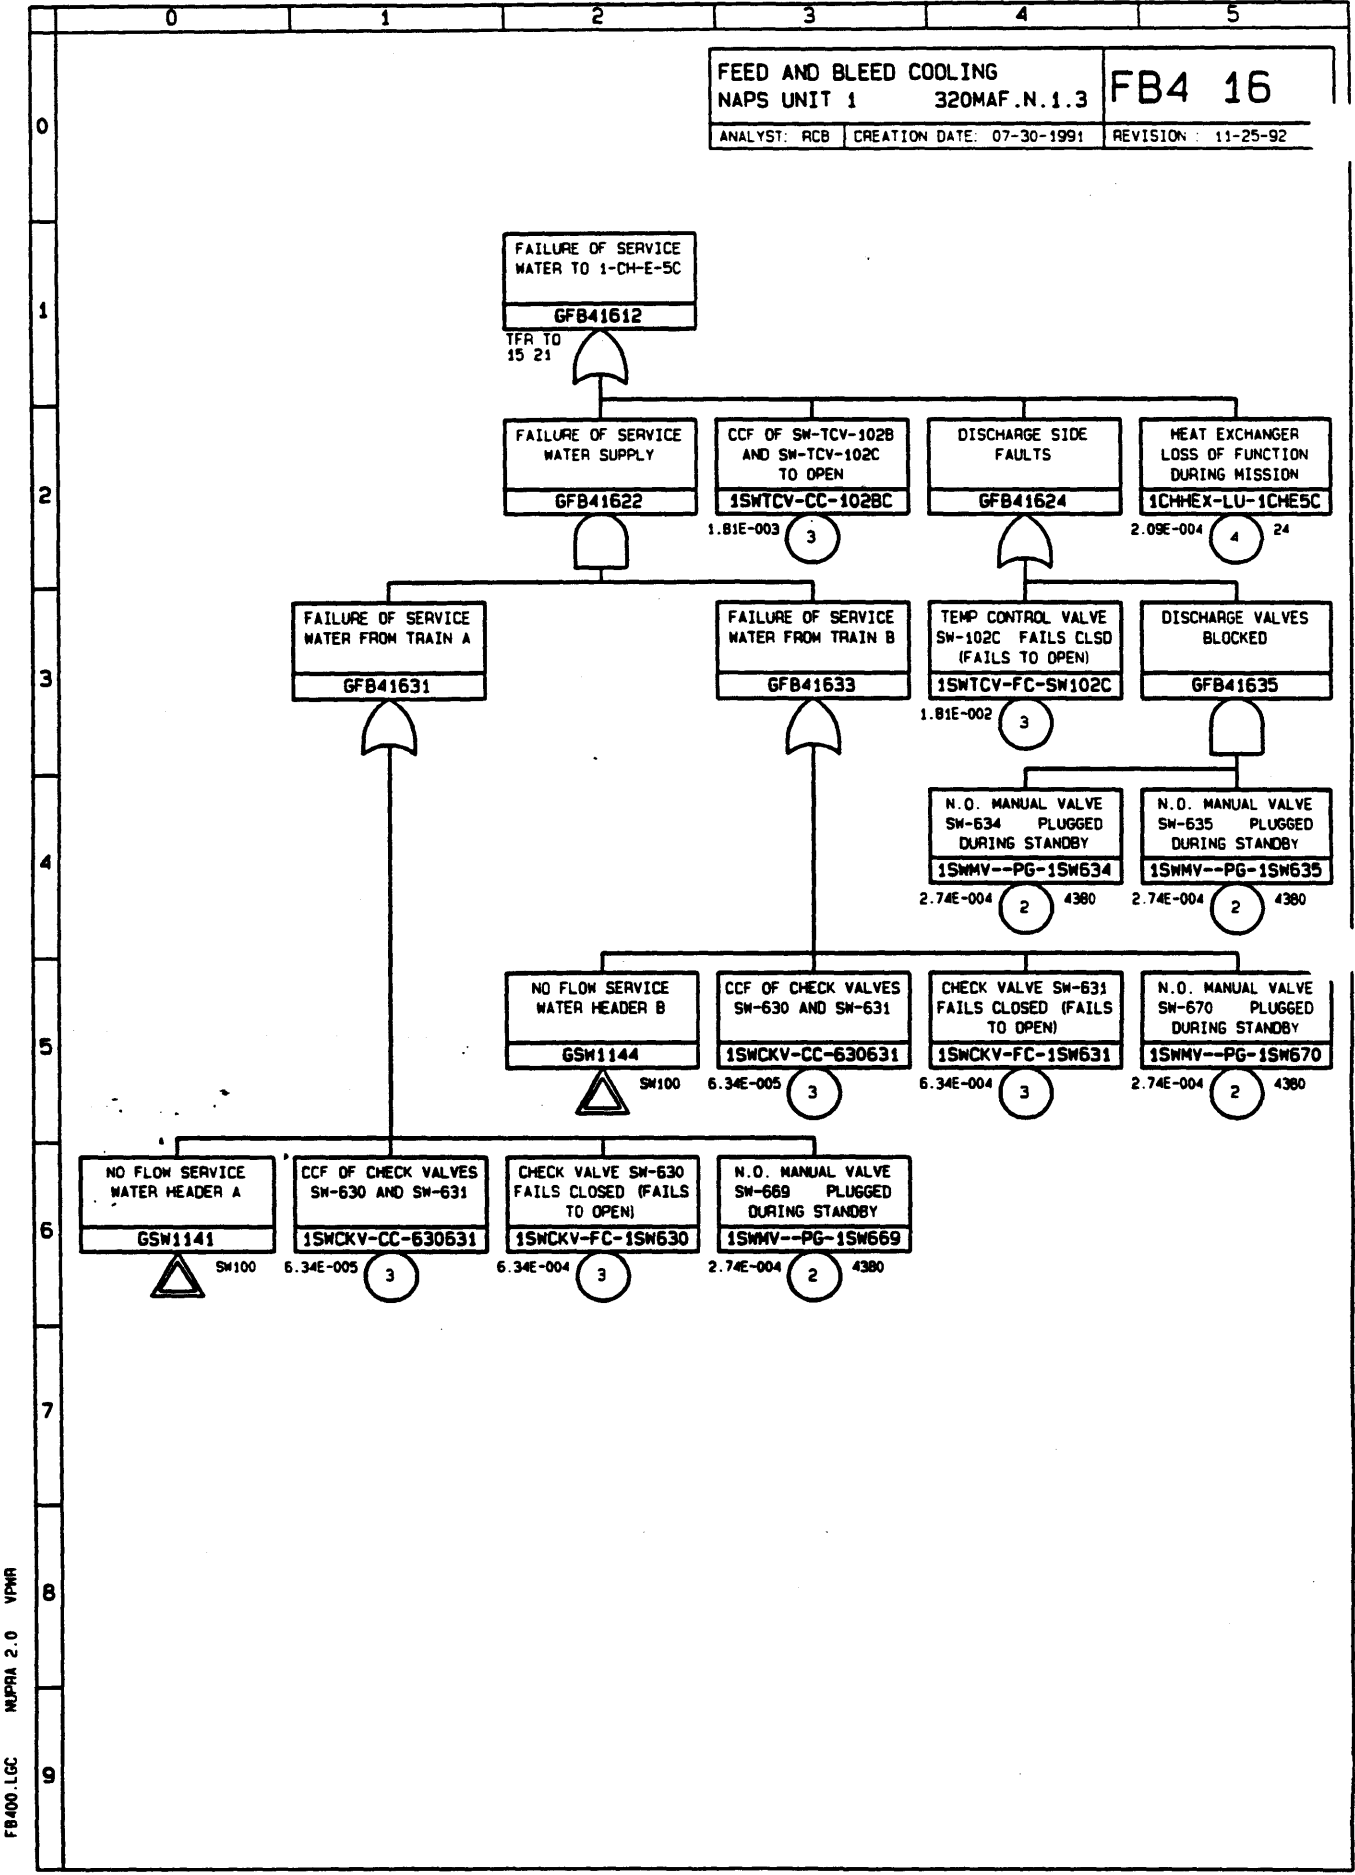 0 1 2 3 4 5
FEED AND BLEED COOLING
NAPS UNIT 1 320MAF.N.1.3
FB4 16
ANALYST: RCB CREATION DATE: 07-30-1991 REVISION : 11-25-92
0
FAILURE OF SERVICE
WATER TO 1-CH-E-5C
GFB41612
TFR TO
15 21
1
FAILURE OF SERVICE
WATER SUPPLY
GFB41622
CCF OF SW-TCV-102B
AND SW-TCV-102C
TO OPEN
1SWTCV-CC-102BC
1.81E-003 3
DISCHARGE SIDE
FAULTS
GFB41624
HEAT EXCHANGER
LOSS OF FUNCTION
DURING MISSION
1CHHEX-LU-1CHE5C
2.09E-004 4 24
2
FAILURE OF SERVICE
WATER FROM TRAIN A
GFB41631
FAILURE OF SERVICE
WATER FROM TRAIN B
GFB41633
TEMP CONTROL VALVE
SW-102C FAILS CLSD
(FAILS TO OPEN)
1SWTCV-FC-SW102C
1.81E-002 3
DISCHARGE VALVES
BLOCKED
GFB41635
3
N.O. MANUAL VALVE
SW-634 PLUGGED
DURING STANDBY
1SWMV--PG-1SW634
2.74E-004 2 4380
N.O. MANUAL VALVE
SW-635 PLUGGED
DURING STANDBY
1SWMV--PG-1SW635
2.74E-004 2 4380
4
NO FLOW SERVICE
WATER HEADER B
GSW1144
SW100
CCF OF CHECK VALVES
SW-630 AND SW-631
1SWCKV-CC-630631
6.34E-005 3
CHECK VALVE SW-631
FAILS CLOSED (FAILS
TO OPEN)
1SWCKV-FC-1SW631
6.34E-004 3
N.O. MANUAL VALVE
SW-670 PLUGGED
DURING STANDBY
1SWMV--PG-1SW670
2.74E-004 2 4380
5
NO FLOW SERVICE
WATER HEADER A
GSW1141
SW100
CCF OF CHECK VALVES
SW-630 AND SW-631
1SWCKV-CC-630631
6.34E-005 3
CHECK VALVE SW-630
FAILS CLOSED (FAILS
TO OPEN)
1SWCKV-FC-1SW630
6.34E-004 3
N.O. MANUAL VALVE
SW-669 PLUGGED
DURING STANDBY
1SWMV--PG-1SW669
2.74E-004 2 4380
6
7
8
9
FB400.LGC NUPRA 2.0 VPWR